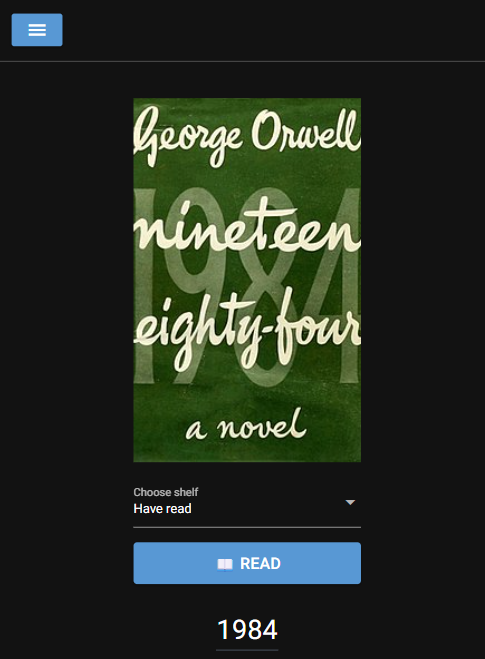 George Orwell
1984
nineteen
eighty-four
a novel
Choose shelf
Have read
READ
1984